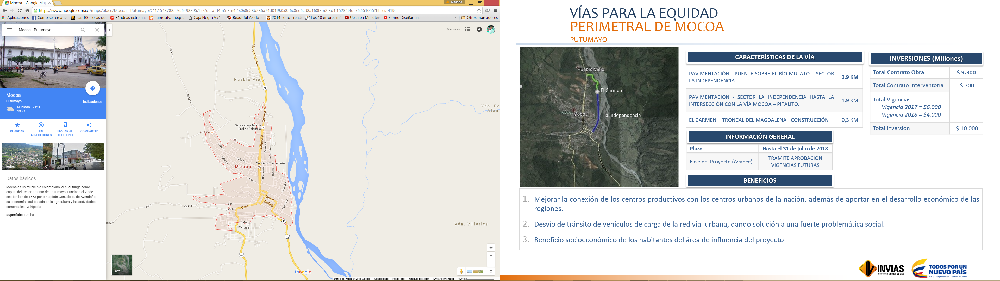 Mocoa - Google Ma
Mauricio
https://www.google.com.co/maps/place/Mocoa,+Putumayo/@1.1548788,-76.6498895,15z/data=!4m5!3m4!1s0x8e28b286a74d01f9:0x856c0ee6cd8a160!8m2!3d1.15234!4d-76.651055?hl=es-419
Aplicaciones
Cómo ser creativo
Las 100 cosas que
31 ideas extrema
Lumosity: Juegos
Caja Negra V#1 -
Beautiful Akido Jo
2014 Logo Trend
Los 10 errores m
Ueshiba Mitsuteru
Como Diseñar un
» Otros marcadores
Mocoa - Putumayo
Mocoa
Putumayo
Nublado · 21°C
19:41
Indicaciones
GUARDAR
EN
ALREDEDORES
ENVIAR AL
TELÉFONO
COMPARTIR
Fotos
Datos básicos
Mocoa es un municipio colombiano, el cual funge como
capital del Departamento del Putumayo. Fundada el 29 de
septiembre de 1563 por el Capitán Gonzalo H. de Avendaño,
su economía está basada en la agricultura y las actividades
comerciales. Wikipedia
Superficie: 103 ha
Mauricio
Mocoa-Pitalito
Calle 11
Pueblo Viejo
45
Calle 11
Vda. Ba
Afan
Carrera 9
Servientrega Mocoa
Ppal Av Colombia
metrica
Carrera 9
Carrera 8
Carrera 7a
Calle 11
Calle 10
Calle 14
Monumento A La Raza
Mocoa
Carrera 8a
Carrera 7
Calle 11
Carrera 4
Calle 9
Calle 8
Carrera 3
Calle 6
Calle 5
Calle 5
Calle 5
Calle 5
Calle 5
Calle 2a
Carrera 5
45
45
45
Vda. Villarica
Earth
Google
Datos del mapa © 2016 Google
Condiciones
Privacidad
maps.google.com
Enviar comentario
500 m
VÍAS PARA LA EQUIDAD
PERIMETRAL DE MOCOA
PUTUMAYO
Pueblo Viejo
a
El Carmen
La Independencia
Mocoa
Mocoa
CARACTERÍSTICAS DE LA VÍA
PAVIMENTACIÓN - PUENTE SOBRE EL RÍO MULATO – SECTOR
LA INDEPENDENCIA
0.9 KM
PAVIMENTACIÓN - SECTOR LA INDEPENDENCIA HASTA LA
INTERSECCIÓN CON LA VÍA MOCOA – PITALITO.
1.9 KM
EL CARMEN - TRONCAL DEL MAGDALENA - CONSTRUCCIÓN
0,3 KM
INFORMACIÓN GENERAL
Plazo
Hasta el 31 de julio de 2018
Fase del Proyecto (Avance)
TRAMITE APROBACION
VIGENCIAS FUTURAS
INVERSIONES (Millones)
Total Contrato Obra
$ 9.300
Total Contrato Interventoría
$ 700
Total Vigencias
Vigencia 2017 = $6.000
Vigencia 2018 = $4.000
Total Inversión
$ 10.000
BENEFICIOS
1. Mejorar la conexión de los centros productivos con los centros urbanos de la nación, además de aportar en el desarrollo económico de las
regiones.
2. Desvío de tránsito de vehículos de carga de la red vial urbana, dando solución a una fuerte problemática social.
3. Beneficio socioeconómico de los habitantes del área de influencia del proyecto
INVIAS
INSTITUTO NACIONAL DE VÍAS
TODOS POR UN
NUEVO PAÍS
PAZ EQUIDAD EDUCACIÓN